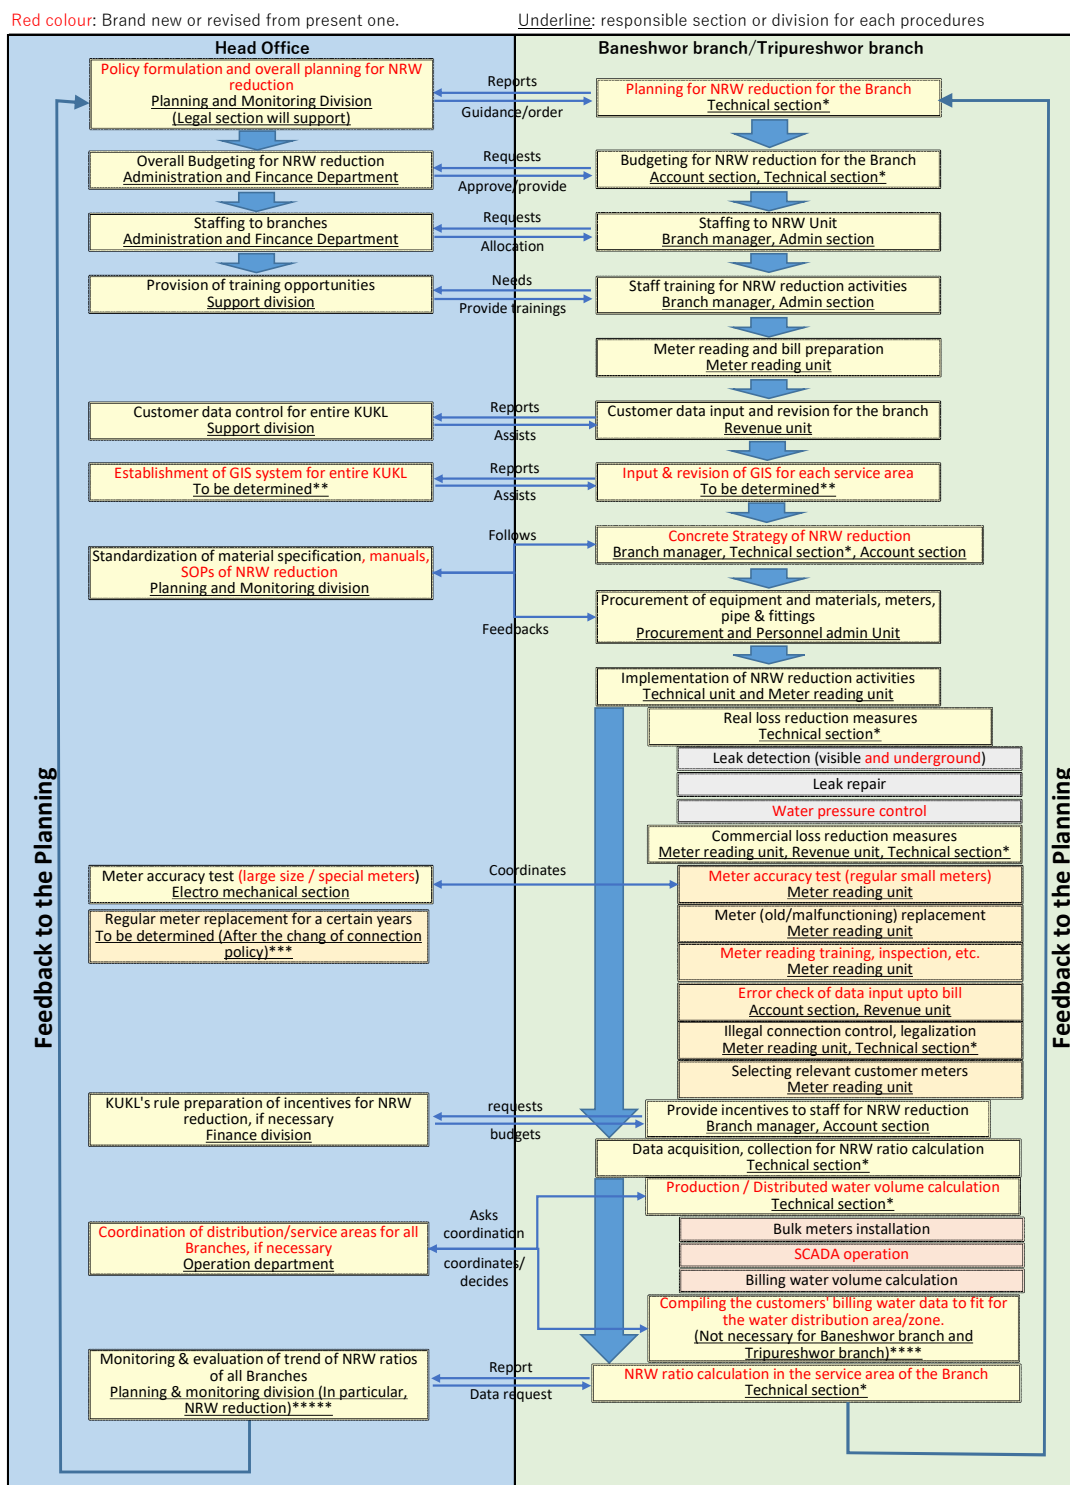 Red colour: Brand new or revised from present one.
Underline: responsible section or division for each procedures
Head Office
Baneshwor branch/Tripureshwor branch
Policy formulation and overall planning for NRW
reduction
Planning and Monitoring Division
(Legal section will support)
Reports
Guidance/order
Planning for NRW reduction for the Branch
Technical section*
Overall Budgeting for NRW reduction
Administration and Fincance Department
Requests
Approve/provide
Budgeting for NRW reduction for the Branch
Account section, Technical section*
Staffing to branches
Administration and Fincance Department
Requests
Allocation
Staffing to NRW Unit
Branch manager, Admin section
Provision of training opportunities
Support division
Needs
Provide trainings
Staff training for NRW reduction activities
Branch manager, Admin section
Meter reading and bill preparation
Meter reading unit
Customer data control for entire KUKL
Support division
Reports
Assists
Customer data input and revision for the branch
Revenue unit
Establishment of GIS system for entire KUKL
To be determined**
Reports
Assists
Input & revision of GIS for each service area
To be determined**
Follows
Concrete Strategy of NRW reduction
Branch manager, Technical section*, Account section
Standardization of material specification, manuals,
SOPs of NRW reduction
Planning and Monitoring division
Feedbacks
Procurement of equipment and materials, meters,
pipe & fittings
Procurement and Personnel admin Unit
Implementation of NRW reduction activities
Technical unit and Meter reading unit
Real loss reduction measures
Technical section*
Leak detection (visible and underground)
Leak repair
Water pressure control
Commercial loss reduction measures
Meter reading unit, Revenue unit, Technical section*
Meter accuracy test (large size / special meters)
Electro mechanical section
Coordinates
Meter accuracy test (regular small meters)
Meter reading unit
Regular meter replacement for a certain years
To be determined (After the chang of connection
policy)***
Meter (old/malfunctioning) replacement
Meter reading unit
Meter reading training, inspection, etc.
Meter reading unit
Error check of data input upto bill
Account section, Revenue unit
Illegal connection control, legalization
Meter reading unit, Technical section*
Selecting relevant customer meters
Meter reading unit
KUKL's rule preparation of incentives for NRW
reduction, if necessary
Finance division
requests
budgets
Provide incentives to staff for NRW reduction
Branch manager, Account section
Data acquisition, collection for NRW ratio calculation
Technical section*
Production / Distributed water volume calculation
Technical section*
Asks
coordination
coordinates/
decides
Coordination of distribution/service areas for all
Branches, if necessary
Operation department
Bulk meters installation
SCADA operation
Billing water volume calculation
Compiling the customers' billing water data to fit for
the water distribution area/zone.
(Not necessary for Baneshwor branch and
Tripureshwor branch)****
Monitoring & evaluation of trend of NRW ratios
of all Branches
Planning & monitoring division (In particular,
NRW reduction)*****
Report
Data request
NRW ratio calculation in the service area of the Branch
Technical section*
Feedback to the Planning
Feedback to the Planning